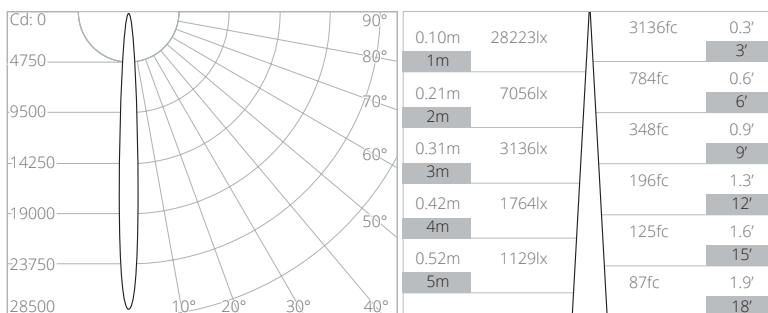 Cd: 0
4750
9500
14250
19000
23750
28500
90°
80°
70°
60°
50°
10° 20° 30° 40°
0.10m 28223lx
1m
0.21m 7056lx
2m
0.31m 3136lx
3m
0.42m 1764lx
4m
0.52m 1129lx
5m
3136fc 0.3’
3’
784fc 0.6’
6’
348fc 0.9’
9’
196fc 1.3’
12’
125fc 1.6’
15’
87fc 1.9’
18’